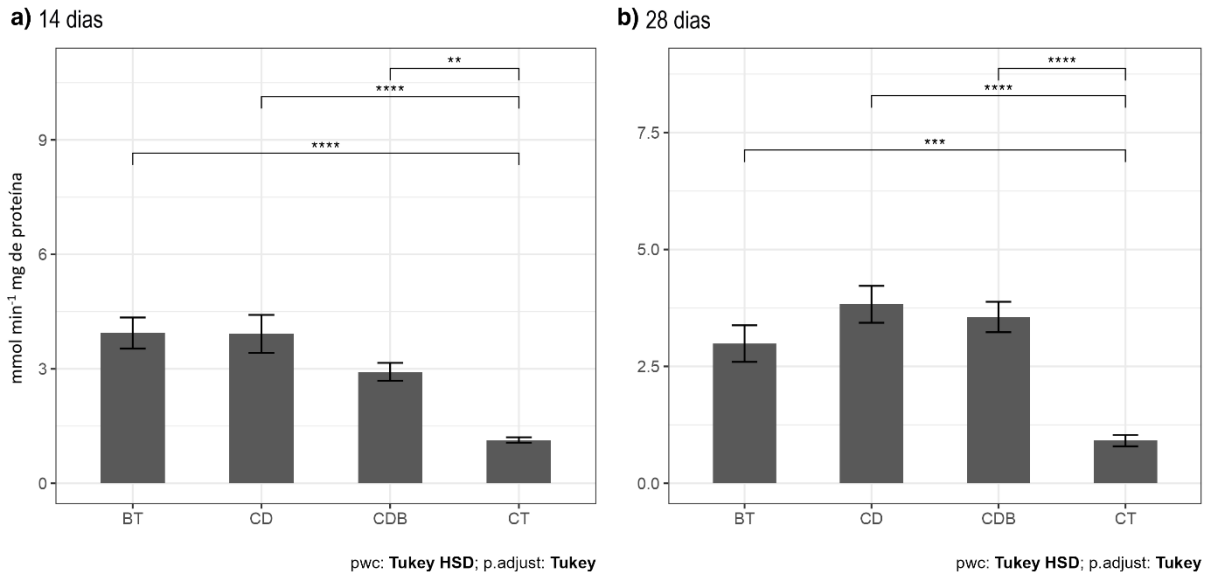 a) 14 dias
**
****
****
mmol min-1 mg de proteína
9
6
3
0
BT CD CDB CT
pwc: Tukey HSD; p.adjust: Tukey
b) 28 dias
****
****
***
7.5
5.0
2.5
0.0
BT CD CDB CT
pwc: Tukey HSD; p.adjust: Tukey